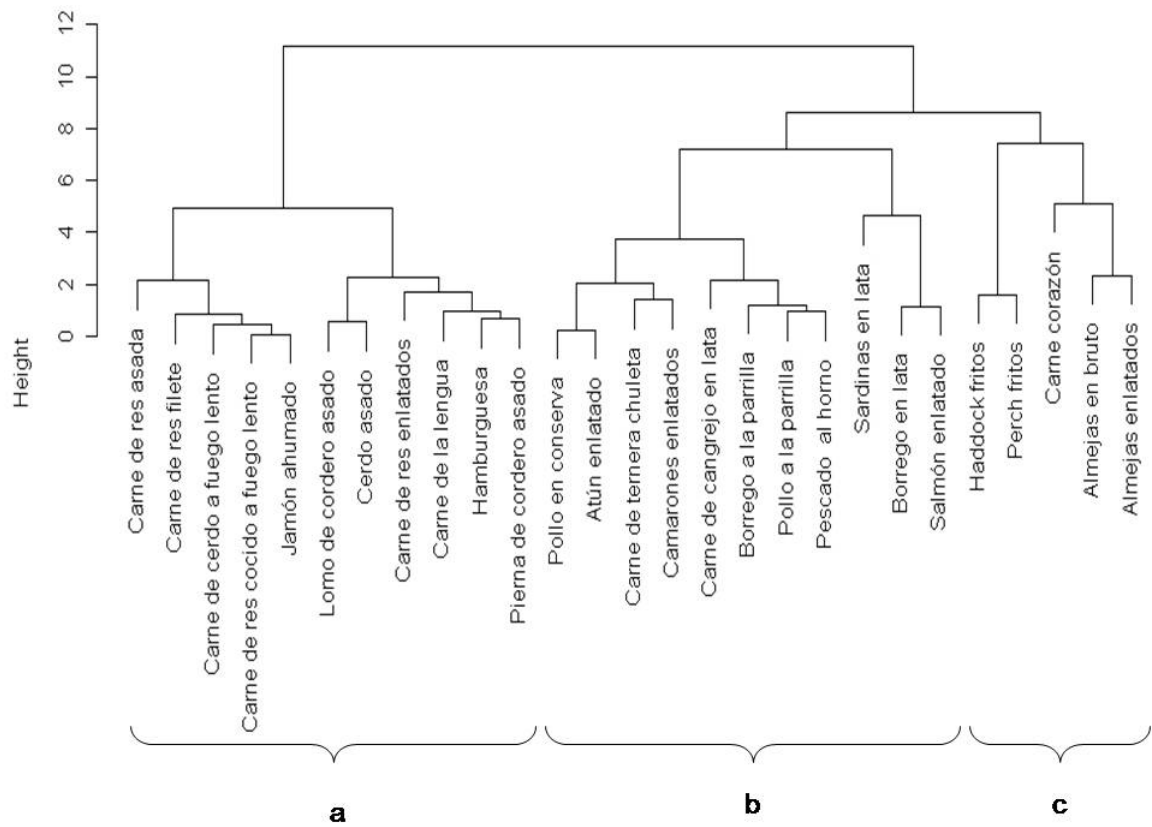 12
10
8
6
4
2
0
Height
Carne de res asada
Carne de res filete
Carne de cerdo a fuego lento
Carne de res cocido a fuego lento
Jamón ahumado
Lomo de cordero asado
Cerdo asado
Carne de res enlatados
Carne de la lengua
Hamburguesa
Pierna de cordero asado
Pollo en conserva
Atún enlatado
Carne de ternera chuleta
Camarones enlatados
Carne de cangrejo en lata
Borrego a la parrilla
Pollo a la parrilla
Pescado al horno
Sardinas en lata
Borrego en lata
Salmón enlatado
Haddock fritos
Perch fritos
Carne corazón
Almejas en bruto
Almejas enlatados
a
b
c